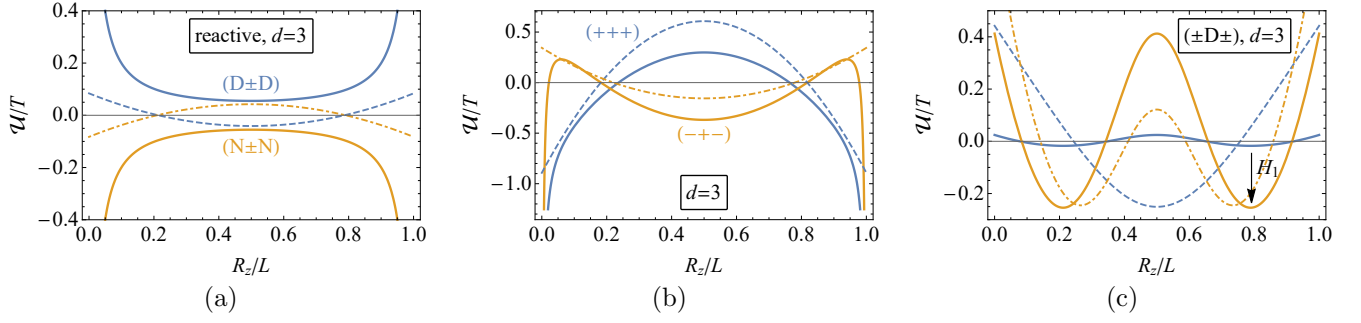 0.4
0.2
0.0
−0.2
−0.4
𝒰/T
reactive, d=3
(D±D)
(N±N)
0.0 0.2 0.4 0.6 0.8 1.0
R_z/L
(a)
0.5
0.0
−0.5
−1.0
𝒰/T
(+++)
(−+−)
d=3
0.0 0.2 0.4 0.6 0.8 1.0
R_z/L
(b)
0.4
0.2
0.0
−0.2
𝒰/T
(±D±), d=3
H₁
0.0 0.2 0.4 0.6 0.8 1.0
R_z/L
(c)